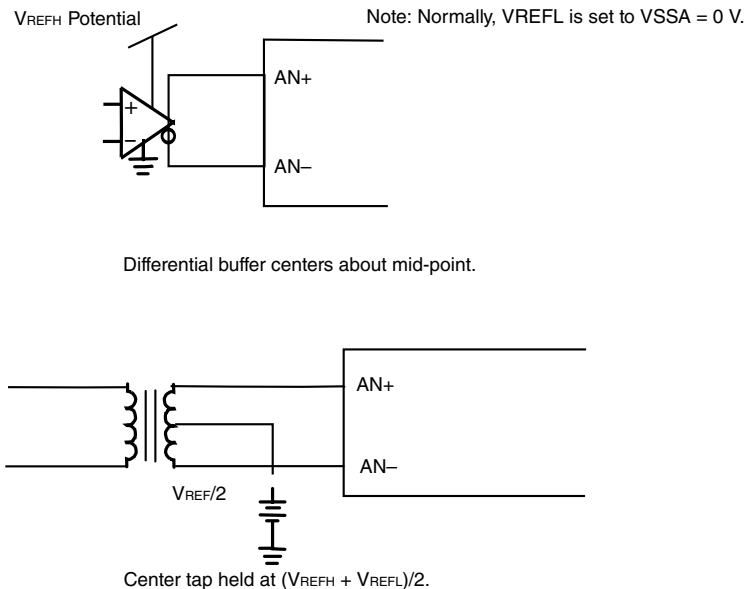 VREFH Potential
Note: Normally, VREFL is set to VSSA = 0 V.
AN+
+
–
AN–
Differential buffer centers about mid-point.
AN+
AN–
VREF/2
Center tap held at (VREFH + VREFL)/2.